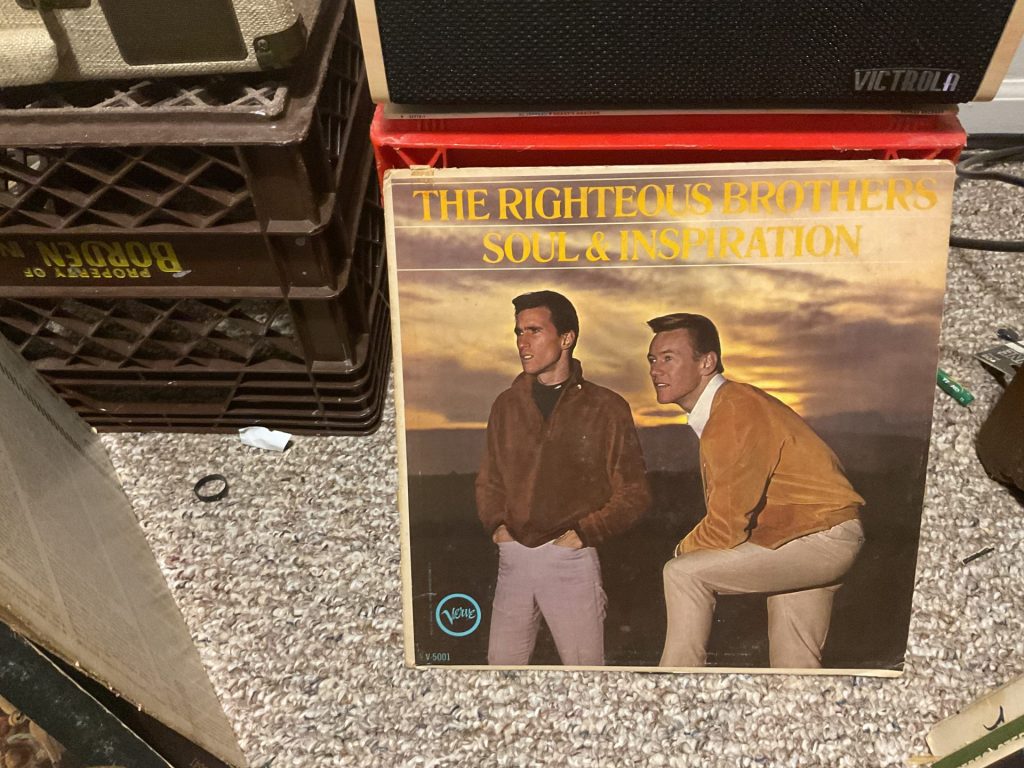 VICTROLA
THE RIGHTEOUS BROTHERS
SOUL & INSPIRATION
PROPERTY OF
BORDEN
Verve
V-5001